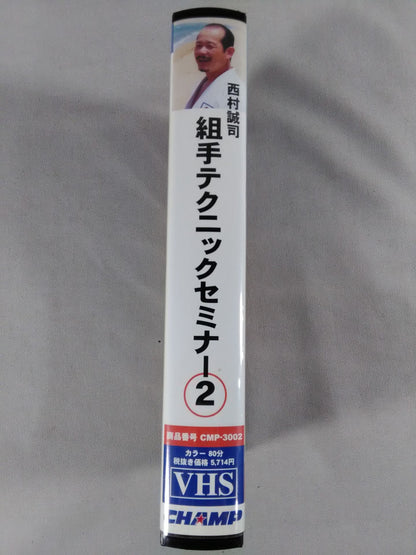 西村誠司
組手テクニックセミナー2
商品番号 CMP-3002
カラー 80分
税抜き価格 5,714円
VHS
CHAMP